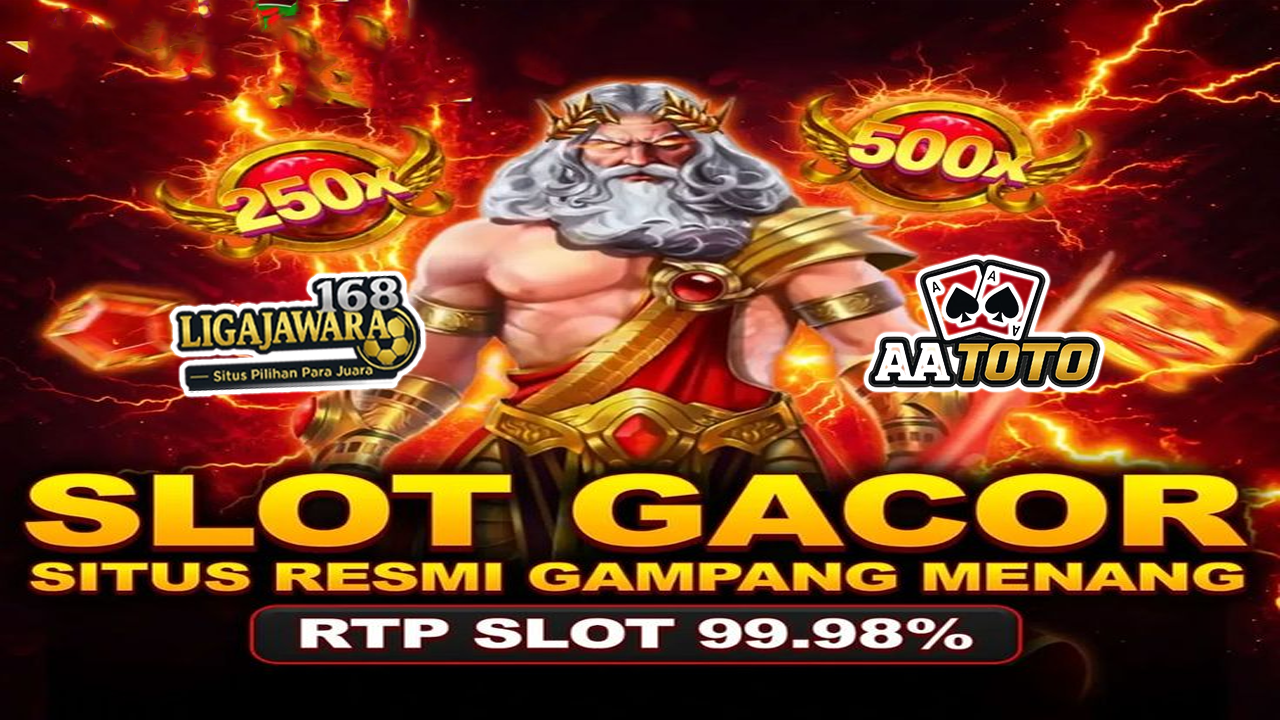 250x
500x
168
LIGAJAWARA
— Situs Pilihan Para Juara
A
A
A
AATOTO
SLOT GACOR
SITUS RESMI GAMPANG MENANG
RTP SLOT 99.98%